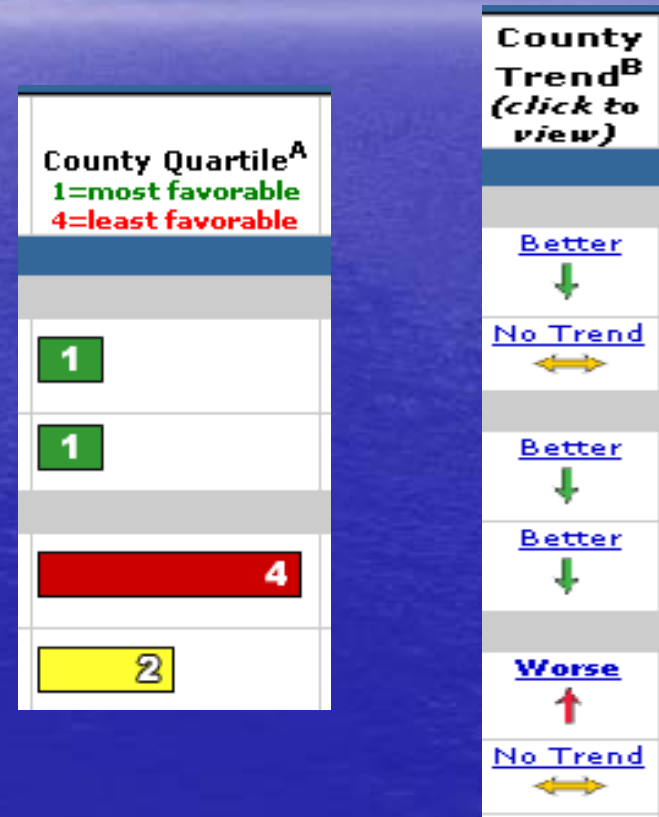 County Quartile^A
1=most favorable
4=least favorable
1
1
4
2
County
Trend^B
(click to
view)
Better
No Trend
Better
Better
Worse
No Trend